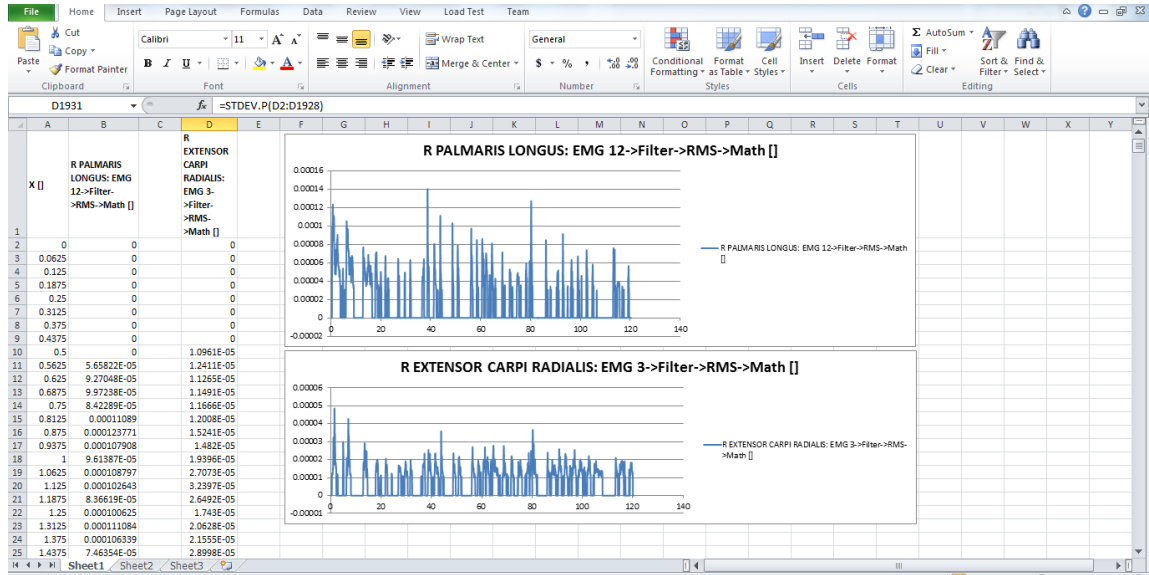 File Home Insert Page Layout Formulas Data Review View Load Test Team
Cut
Copy
Format Painter
Paste
Clipboard
Calibri 11 A A
B I U A
Font
Wrap Text
Merge & Center
Alignment
General
$ % , .0 .00 .00 .0
Number
Conditional Formatting
Format as Table
Cell Styles
Styles
Insert Delete Format
Cells
Σ AutoSum
Fill
Clear
Sort & Filter
Find & Select
Editing
D1931 fx =STDEV.P(D2:D1928)
A B C D E F G H I J K L M N O P Q R S T U V W X Y
1 X [] R PALMARIS LONGUS: EMG 12->Filter->RMS->Math [] R EXTENSOR CARPI RADIALIS: EMG 3->Filter->RMS->Math []
2 0 0 0
3 0.0625 0 0
4 0.125 0 0
5 0.1875 0 0
6 0.25 0 0
7 0.3125 0 0
8 0.375 0 0
9 0.4375 0 0
10 0.5 0 1.0961E-05
11 0.5625 5.65822E-05 1.2411E-05
12 0.625 9.27048E-05 1.1265E-05
13 0.6875 9.97238E-05 1.1491E-05
14 0.75 8.42289E-05 1.1666E-05
15 0.8125 0.00011089 1.2008E-05
16 0.875 0.000123771 1.5241E-05
17 0.9375 0.000107908 1.482E-05
18 1 9.61387E-05 1.9396E-05
19 1.0625 0.000108797 2.7073E-05
20 1.125 0.000102643 3.2397E-05
21 1.1875 8.36619E-05 2.6492E-05
22 1.25 0.000100625 1.743E-05
23 1.3125 0.000111084 2.0628E-05
24 1.375 0.000106339 2.1555E-05
25 1.4375 7.46354E-05 2.8998E-05
R PALMARIS LONGUS: EMG 12->Filter->RMS->Math []
0.00016
0.00014
0.00012
0.0001
0.00008
0.00006
0.00004
0.00002
0
-0.00002
0 20 40 60 80 100 120 140
R PALMARIS LONGUS: EMG 12->Filter->RMS->Math
[]
R EXTENSOR CARPI RADIALIS: EMG 3->Filter->RMS->Math []
0.00006
0.00005
0.00004
0.00003
0.00002
0.00001
0
-0.00001
0 20 40 60 80 100 120 140
R EXTENSOR CARPI RADIALIS: EMG 3->Filter->RMS-
>Math []
Sheet1 Sheet2 Sheet3